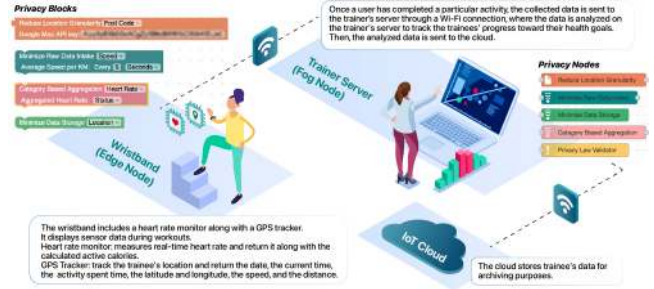 Privacy Blocks
Reduce Location Granularity Post Code
Google Map API key
Minimize Raw Data Intake Speed
Average Speed per KM: Every 5 Seconds
Category Based Aggregation Heart Rate
Aggregated Heart Rate Status
Minimize Data Storage Location
Once a user has completed a particular activity, the collected data is sent
to the trainer's server through a Wi-Fi connection, where the data is analyzed
on the trainer's server to track the trainees' progress toward their health goals.
Then, the analyzed data is sent to the cloud.
Trainer Server
(Fog Node)
Privacy Nodes
Reduce Location Granularity
Minimize Data Storage
Category Based Aggregation
Privacy Law Validator
Wristband
(Edge Node)
The wristband includes a heart rate monitor along with a GPS tracker.
It displays sensor data during workouts.
Heart rate monitor: measures real-time heart rate and return it along with the
calculated active calories.
GPS Tracker: track the trainee's location and return the date, the current time,
the activity spent time, the latitude and longitude, the speed, and the distance.
IoT Cloud
The cloud stores trainee's data for
archiving purposes.